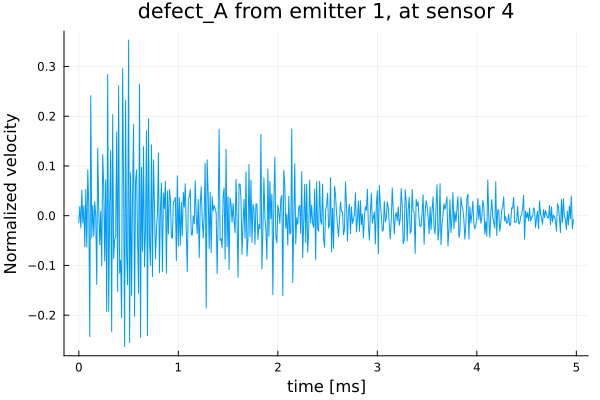 defect_A from emitter 1, at sensor 4
Normalized velocity
0.3
0.2
0.1
0.0
−0.1
−0.2
0 1 2 3 4 5
time [ms]